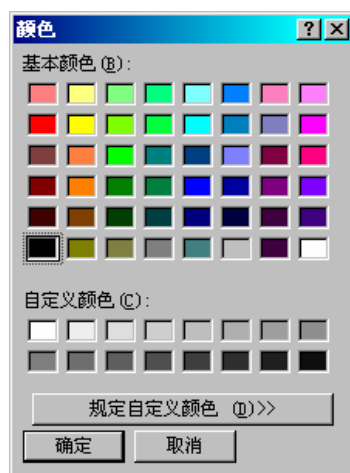 颜色
基本颜色(B):
自定义颜色(C):
规定自定义颜色 (D)>>
确定 取消